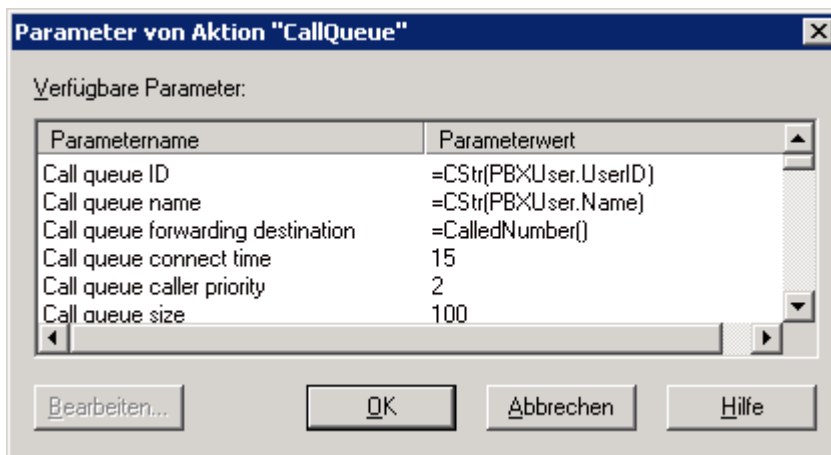 Parameter von Aktion "CallQueue"
Verfügbare Parameter:
Parametername Parameterwert
Call queue ID =CStr(PBXUser.UserID)
Call queue name =CStr(PBXUser.Name)
Call queue forwarding destination =CalledNumber()
Call queue connect time 15
Call queue caller priority 2
Call queue size 100
Bearbeiten... OK Abbrechen Hilfe